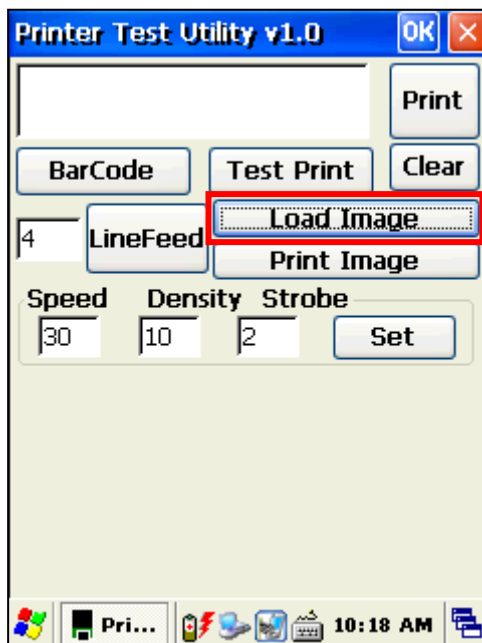 Printer Test Utility v1.0 OK
Print
BarCode Test Print Clear
4 LineFeed Load Image
Print Image
Speed Density Strobe
30 10 2 Set
Pri... 10:18 AM